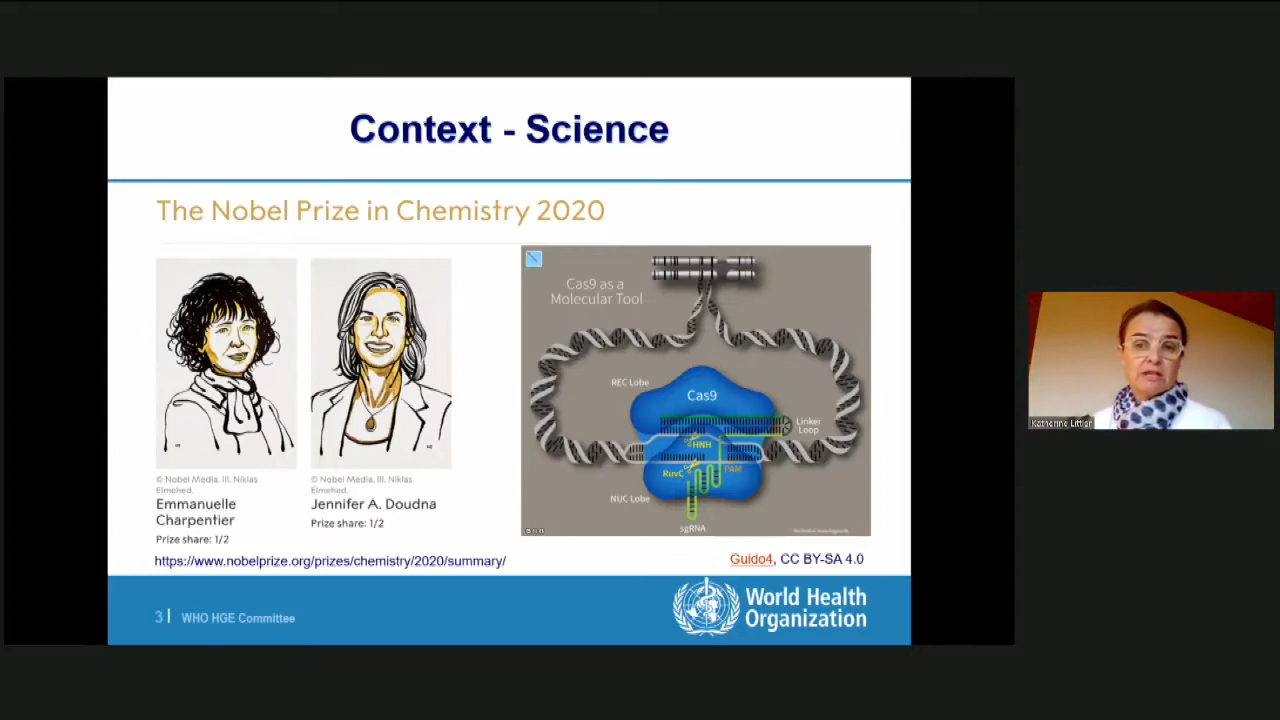 Context - Science
The Nobel Prize in Chemistry 2020
© Nobel Media. Ill. Niklas
Elmehed.
Emmanuelle
Charpentier
Prize share: 1/2
© Nobel Media. Ill. Niklas
Elmehed.
Jennifer A. Doudna
Prize share: 1/2
Cas9 as a
Molecular Tool
REC Lobe
Cas9
Linker
Loop
HNH
RuvC
PAM
NUC Lobe
sgRNA
https://www.nobelprize.org/prizes/chemistry/2020/summary/
Guido4, CC BY-SA 4.0
3 | WHO HGE Committee
World Health
Organization
Katherine Littler